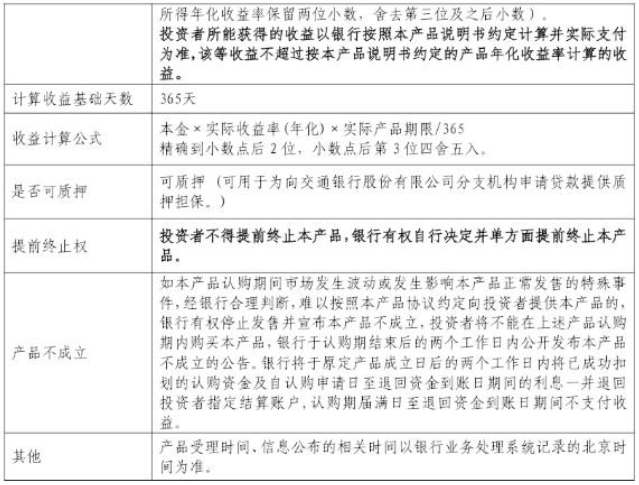 所得年化收益率保留两位小数，舍去第三位及之后小数）。
投资者所能获得的收益以银行按照本产品说明书约定计算并实际支付
为准，该等收益不超过按本产品说明书约定的产品年化收益率计算的收
益。
计算收益基础天数
365天
收益计算公式
本金×实际收益率(年化)×实际产品期限/365
精确到小数点后2位，小数点后第3位四舍五入。
是否可质押
可质押（可用于为向交通银行股份有限公司分支机构申请贷款提供质
押担保。）
提前终止权
投资者不得提前终止本产品，银行有权自行决定并单方面提前终止本产
品。
产品不成立
如本产品认购期间市场发生波动或发生影响本产品正常发售的特殊事
件，经银行合理判断，难以按照本产品协议约定向投资者提供本产品的，
银行有权停止发售并宣布本产品不成立，投资者将不能在上述产品认购
期内购买本产品，银行于认购期结束后的两个工作日内公开发布本产品
不成立的公告。银行将于原定产品成立日后的两个工作日内将已成功扣
划的认购资金及自认购申请日至退回资金到账日期间的利息一并退回
投资者指定结算账户，认购期届满日至退回资金到账日期间不支付收
益。
其他
产品受理时间、信息公布的相关时间以银行业务处理系统记录的北京时
间为准。